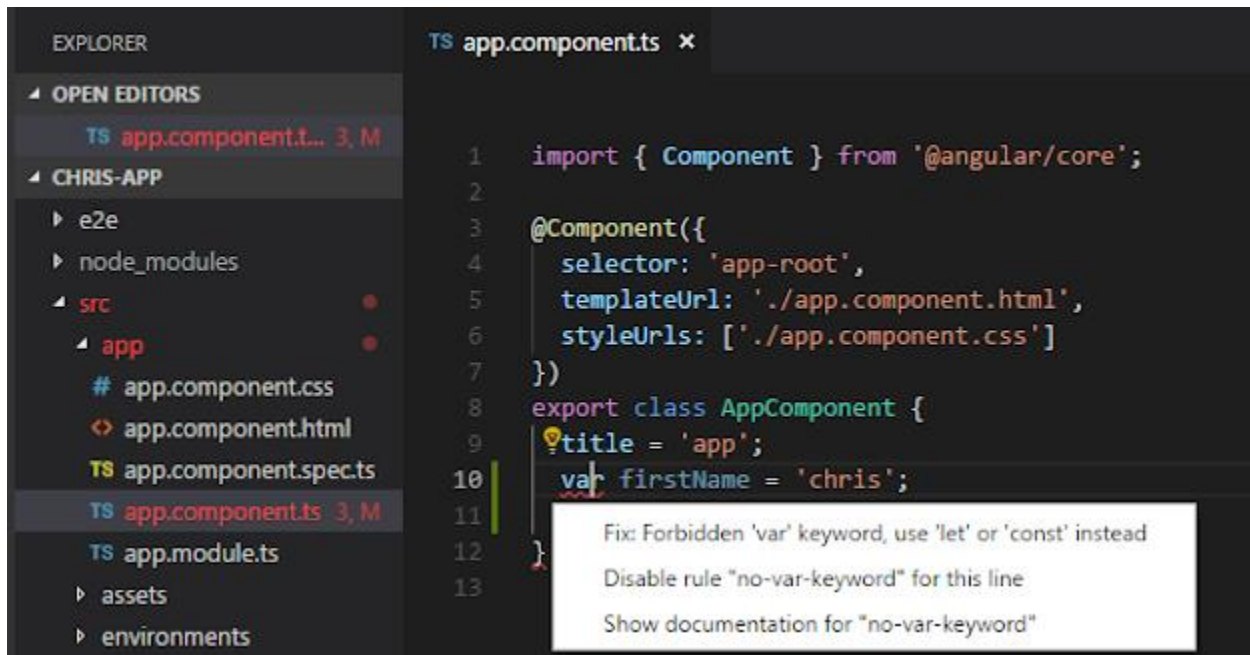 EXPLORER
OPEN EDITORS
TS app.component.t... 3, M
CHRIS-APP
e2e
node_modules
src
app
# app.component.css
<> app.component.html
TS app.component.spec.ts
TS app.component.ts 3, M
TS app.module.ts
assets
environments
TS app.component.ts ×
1 import { Component } from '@angular/core';
2
3 @Component({
4 selector: 'app-root',
5 templateUrl: './app.component.html',
6 styleUrls: ['./app.component.css']
7 })
8 export class AppComponent {
9 title = 'app';
10 var firstName = 'chris';
11
12 }
13
Fix: Forbidden 'var' keyword, use 'let' or 'const' instead
Disable rule "no-var-keyword" for this line
Show documentation for "no-var-keyword"